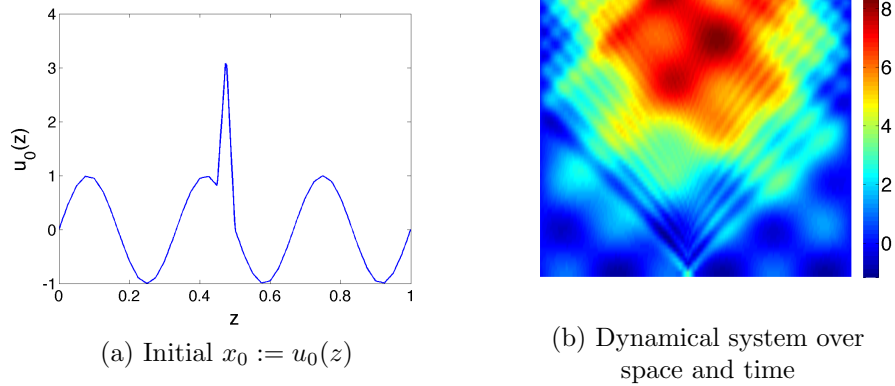 4
3
2
1
0
-1
u₀(z)
0 0.2 0.4 0.6 0.8 1
z
(a) Initial x₀ := u₀(z)
8
6
4
2
0
(b) Dynamical system over
space and time